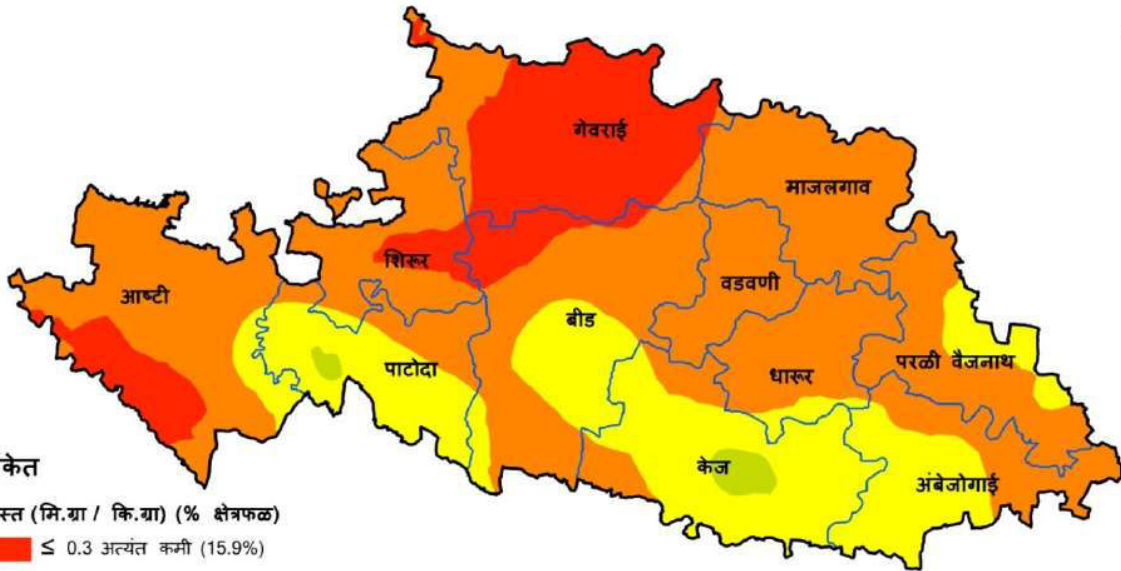 गेवराई
माजलगाव
शिरूर
आष्टी
वडवणी
बीड
पाटोदा
परळी वैजनाथ
धारूर
केज
अंबेजोगाई
(मि.ग्रा / कि.ग्रा) (% क्षेत्रफळ)
≤ 0.3 अत्यंत कमी (15.9%)